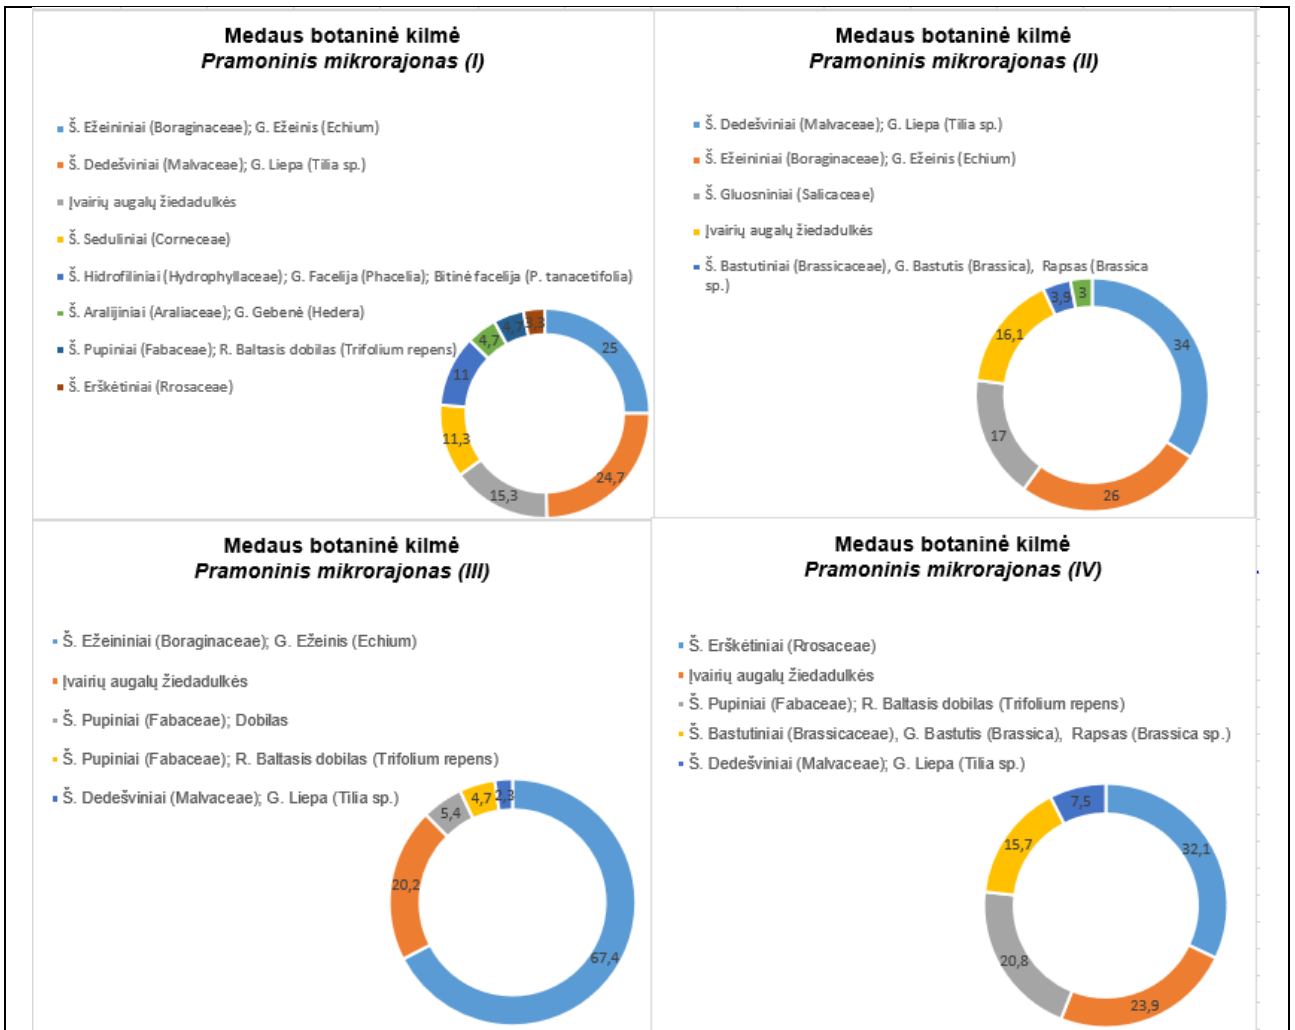 Medaus botaninė kilmė
Pramoninis mikrorajonas (I)
Š. Ežeininiai (Boraginaceae); G. Ežeinis (Echium)
Š. Dedešviniai (Malvaceae); G. Liepa (Tilia sp.)
Įvairių augalų žiedadulkės
Š. Seduliniai (Corneceae)
Š. Hidrofiliniai (Hydrophyllaceae); G. Facelija (Phacelia); Bitinė facelija (P. tanacetifolia)
Š. Aralijiniai (Araliaceae); G. Gebenė (Hedera)
Š. Pupiniai (Fabaceae); R. Baltasis dobilas (Trifolium repens)
Š. Erškėtiniai (Rrosaceae)
25
24,7
15,3
11,3
11
4,7
4,7
3,3
Medaus botaninė kilmė
Pramoninis mikrorajonas (II)
Š. Dedešviniai (Malvaceae); G. Liepa (Tilia sp.)
Š. Ežeininiai (Boraginaceae); G. Ežeinis (Echium)
Š. Gluosniniai (Salicaceae)
Įvairių augalų žiedadulkės
Š. Bastutiniai (Brassicaceae), G. Bastutis (Brassica), Rapsas (Brassica
sp.)
34
26
17
16,1
3,9
3
Medaus botaninė kilmė
Pramoninis mikrorajonas (III)
Š. Ežeininiai (Boraginaceae); G. Ežeinis (Echium)
Įvairių augalų žiedadulkės
Š. Pupiniai (Fabaceae); Dobilas
Š. Pupiniai (Fabaceae); R. Baltasis dobilas (Trifolium repens)
Š. Dedešviniai (Malvaceae); G. Liepa (Tilia sp.)
67,4
20,2
5,4
4,7
2,3
Medaus botaninė kilmė
Pramoninis mikrorajonas (IV)
Š. Erškėtiniai (Rrosaceae)
Įvairių augalų žiedadulkės
Š. Pupiniai (Fabaceae); R. Baltasis dobilas (Trifolium repens)
Š. Bastutiniai (Brassicaceae), G. Bastutis (Brassica), Rapsas (Brassica sp.)
Š. Dedešviniai (Malvaceae); G. Liepa (Tilia sp.)
32,1
23,9
20,8
15,7
7,5